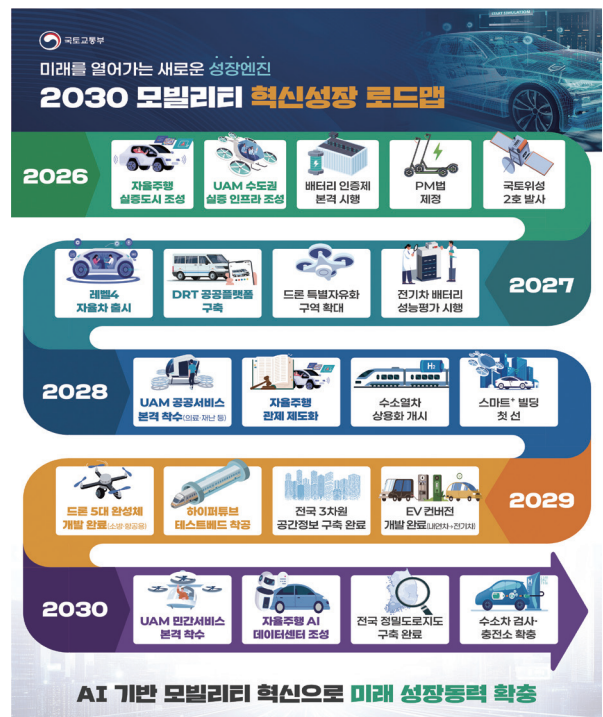 국토교통부
미래를 열어가는 새로운 성장엔진
2030 모빌리티 혁신성장 로드맵
2026
자율주행
실증도시 조성
UAM 수도권
실증 인프라 조성
배터리 인증제
본격 시행
PM법
제정
국토위성
2호 발사
2027
레벨4
자율차 출시
DRT 공공플랫폼
구축
드론 특별자유화
구역 확대
전기차 배터리
성능평가 시행
2028
UAM 공공서비스
본격 착수(의료·재난 등)
자율주행
관제 제도화
H₂
수소열차
상용화 개시
스마트⁺ 빌딩
첫 선
2029
드론 5대 완성체
개발 완료(소방·항공용)
하이퍼튜브
테스트베드 착공
전국 3차원
공간정보 구축 완료
EV 컨버전
개발 완료(내연차→전기차)
2030
UAM 민간서비스
본격 착수
자율주행 AI
데이터센터 조성
전국 정밀도로지도
구축 완료
수소차 검사·
충전소 확충
AI 기반 모빌리티 혁신으로 미래 성장동력 확충